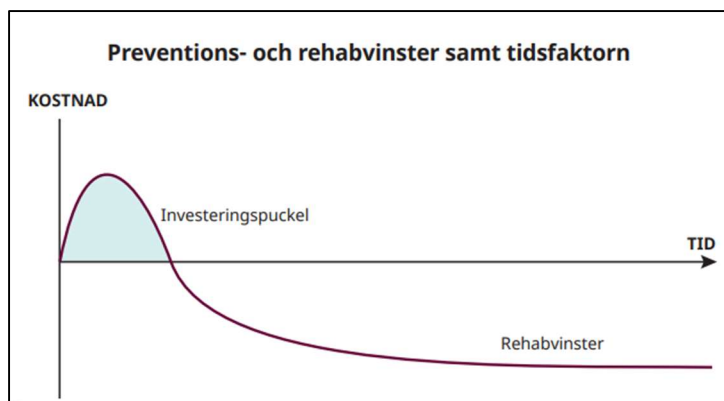 Preventions- och rehabvinster samt tidsfaktorn
KOSTNAD
Investeringspuckel
TID
Rehabvinster